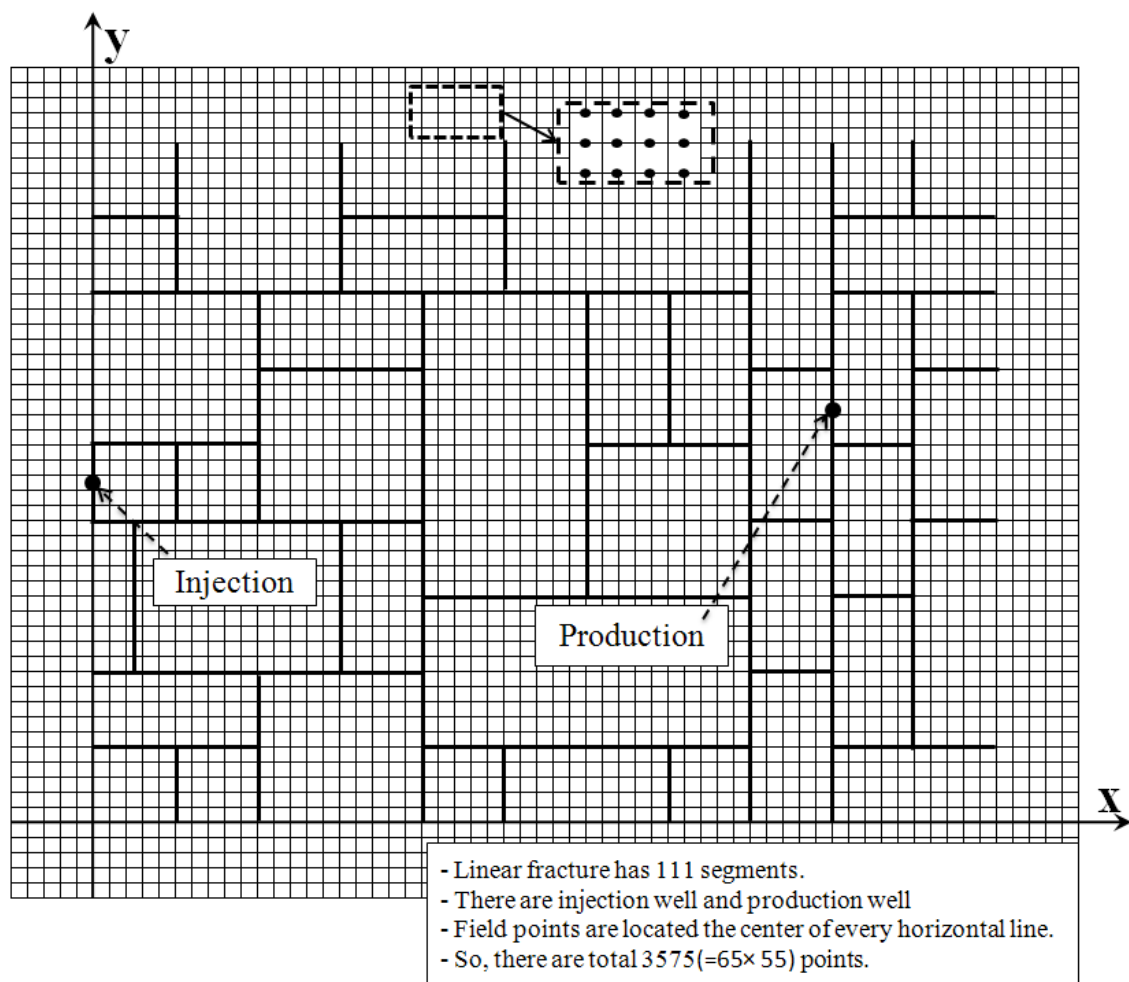 y
Injection
Production
x
- Linear fracture has 111 segments.
- There are injection well and production well
- Field points are located the center of every horizontal line.
- So, there are total 3575(=65× 55) points.